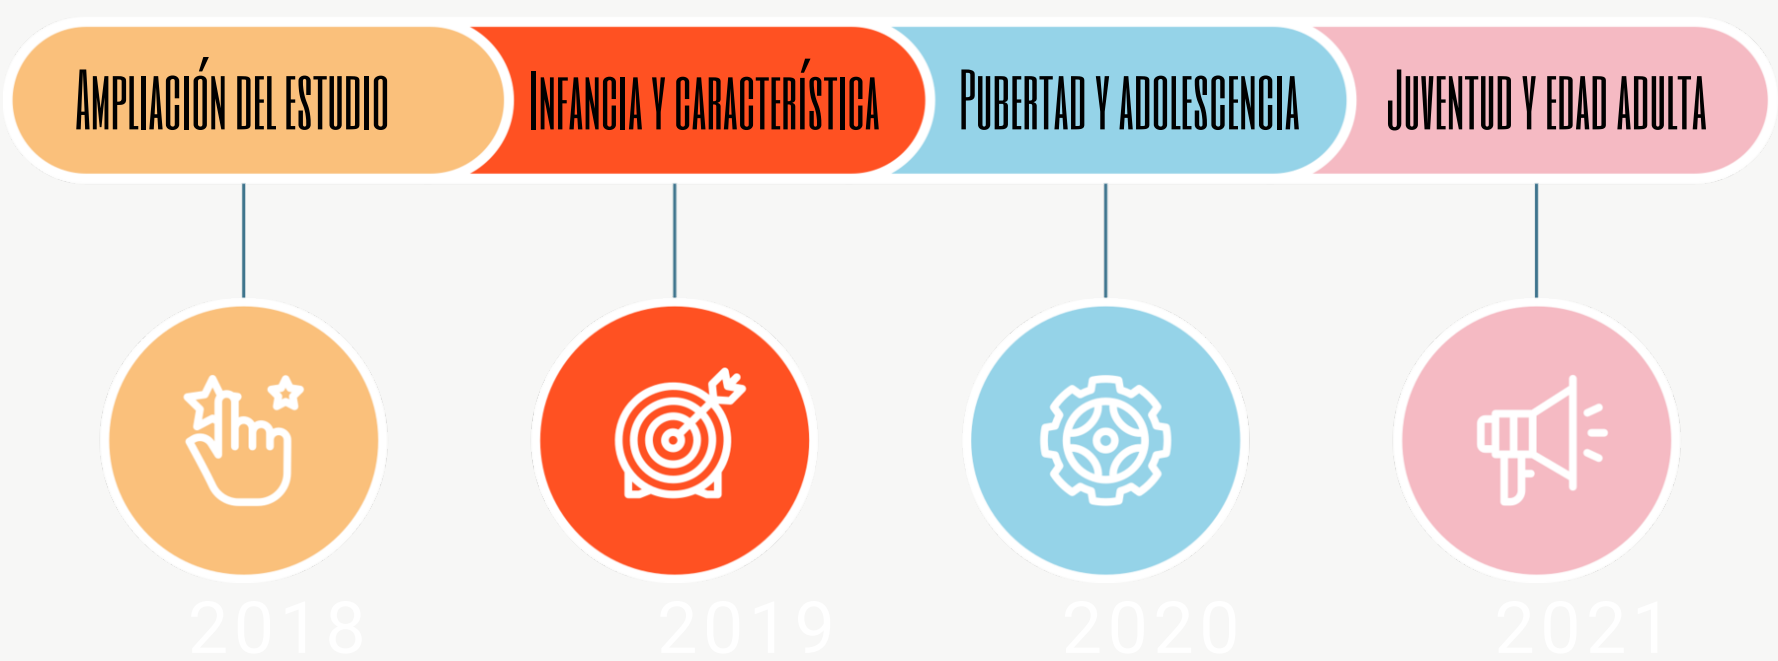 Ampliación del estudio
Infancia y característica
Pubertad y adolescencia
Juventud y edad adulta
2018
2019
2020
2021